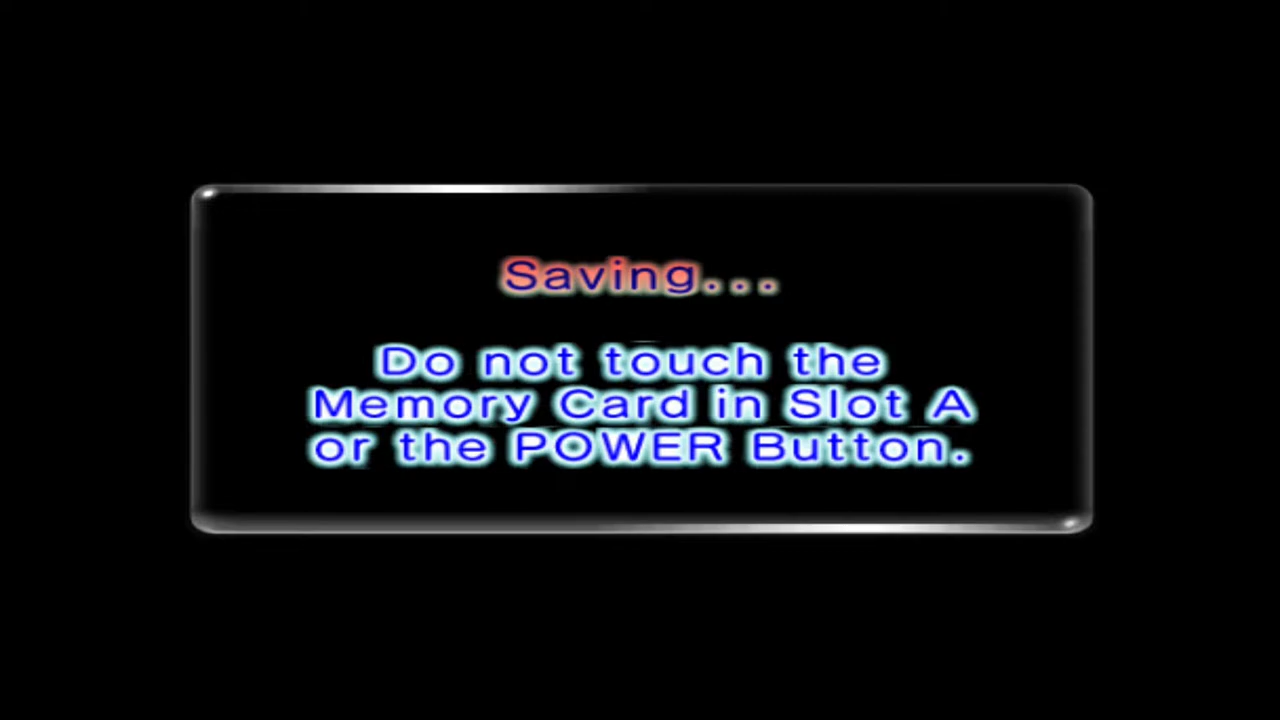 Saving...
Do not touch the
Memory Card in Slot A
or the POWER Button.